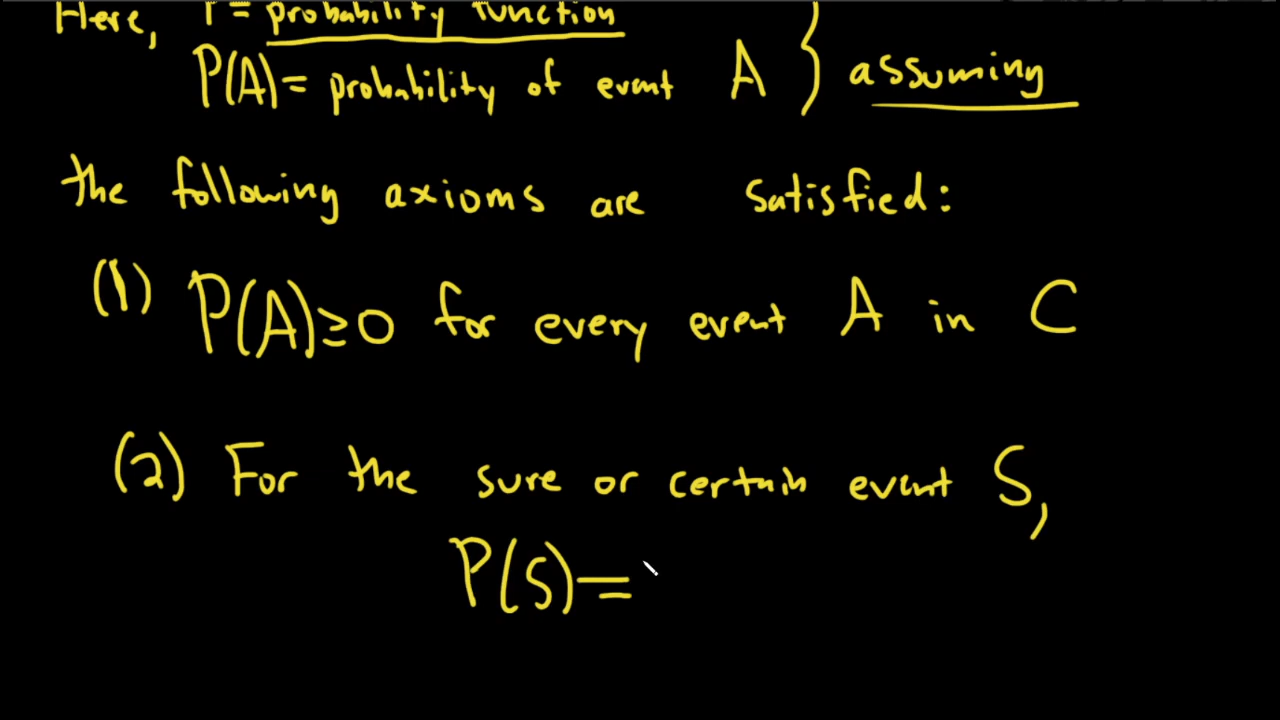 Here, P = probability function
P(A) = probability of event A } assuming
the following axioms are satisfied:
(1) P(A) ≥ 0 for every event A in C
(2) For the sure or certain event S,
P(S) =